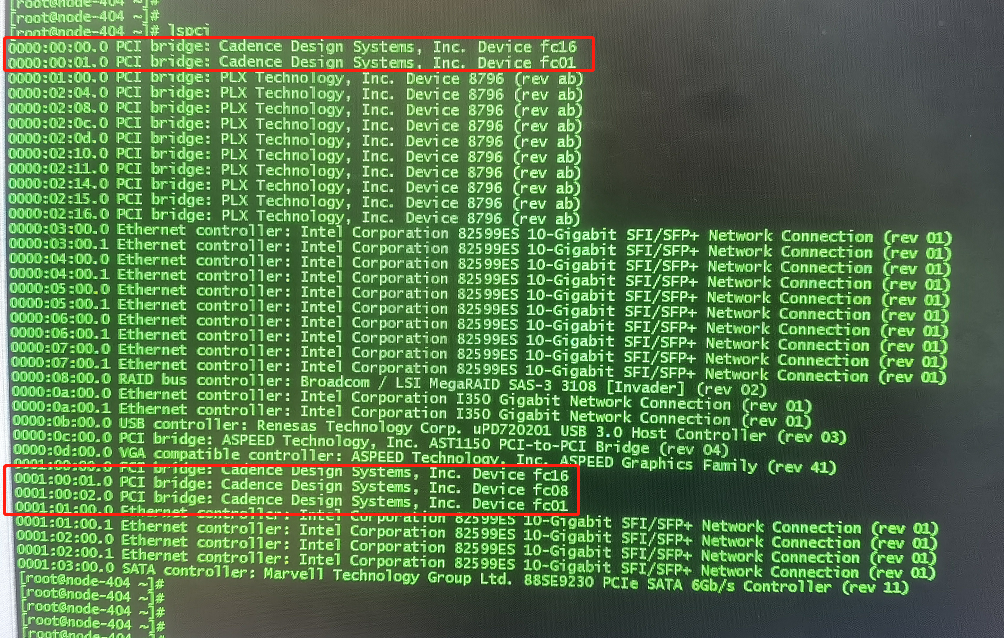 [root@node-404 ~]#
[root@node-404 ~]#
[root@node-404 ~]# lspci
0000:00:00.0 PCI bridge: Cadence Design Systems, Inc. Device fc16
0000:00:01.0 PCI bridge: Cadence Design Systems, Inc. Device fc01
0000:01:00.0 PCI bridge: PLX Technology, Inc. Device 8796 (rev ab)
0000:02:04.0 PCI bridge: PLX Technology, Inc. Device 8796 (rev ab)
0000:02:08.0 PCI bridge: PLX Technology, Inc. Device 8796 (rev ab)
0000:02:0c.0 PCI bridge: PLX Technology, Inc. Device 8796 (rev ab)
0000:02:0d.0 PCI bridge: PLX Technology, Inc. Device 8796 (rev ab)
0000:02:10.0 PCI bridge: PLX Technology, Inc. Device 8796 (rev ab)
0000:02:11.0 PCI bridge: PLX Technology, Inc. Device 8796 (rev ab)
0000:02:14.0 PCI bridge: PLX Technology, Inc. Device 8796 (rev ab)
0000:02:15.0 PCI bridge: PLX Technology, Inc. Device 8796 (rev ab)
0000:02:16.0 PCI bridge: PLX Technology, Inc. Device 8796 (rev ab)
0000:03:00.0 Ethernet controller: Intel Corporation 82599ES 10-Gigabit SFI/SFP+ Network Connection (rev 01)
0000:03:00.1 Ethernet controller: Intel Corporation 82599ES 10-Gigabit SFI/SFP+ Network Connection (rev 01)
0000:04:00.0 Ethernet controller: Intel Corporation 82599ES 10-Gigabit SFI/SFP+ Network Connection (rev 01)
0000:04:00.1 Ethernet controller: Intel Corporation 82599ES 10-Gigabit SFI/SFP+ Network Connection (rev 01)
0000:05:00.0 Ethernet controller: Intel Corporation 82599ES 10-Gigabit SFI/SFP+ Network Connection (rev 01)
0000:05:00.1 Ethernet controller: Intel Corporation 82599ES 10-Gigabit SFI/SFP+ Network Connection (rev 01)
0000:06:00.0 Ethernet controller: Intel Corporation 82599ES 10-Gigabit SFI/SFP+ Network Connection (rev 01)
0000:06:00.1 Ethernet controller: Intel Corporation 82599ES 10-Gigabit SFI/SFP+ Network Connection (rev 01)
0000:07:00.0 Ethernet controller: Intel Corporation 82599ES 10-Gigabit SFI/SFP+ Network Connection (rev 01)
0000:07:00.1 Ethernet controller: Intel Corporation 82599ES 10-Gigabit SFI/SFP+ Network Connection (rev 01)
0000:08:00.0 RAID bus controller: Broadcom / LSI MegaRAID SAS-3 3108 [Invader] (rev 02)
0000:0a:00.0 Ethernet controller: Intel Corporation I350 Gigabit Network Connection (rev 01)
0000:0a:00.1 Ethernet controller: Intel Corporation I350 Gigabit Network Connection (rev 01)
0000:0b:00.0 USB controller: Renesas Technology Corp. uPD720201 USB 3.0 Host Controller (rev 03)
0000:0c:00.0 PCI bridge: ASPEED Technology, Inc. AST1150 PCI-to-PCI Bridge (rev 04)
0000:0d:00.0 VGA compatible controller: ASPEED Technology, Inc. ASPEED Graphics Family (rev 41)
0001:00:00.0 PCI bridge: Cadence Design Systems, Inc. Device fc16
0001:00:01.0 PCI bridge: Cadence Design Systems, Inc. Device fc08
0001:00:02.0 PCI bridge: Cadence Design Systems, Inc. Device fc01
0001:01:00.0 Ethernet controller: Intel Corporation 82599ES 10-Gigabit SFI/SFP+ Network Connection (rev 01)
0001:01:00.1 Ethernet controller: Intel Corporation 82599ES 10-Gigabit SFI/SFP+ Network Connection (rev 01)
0001:02:00.0 Ethernet controller: Intel Corporation 82599ES 10-Gigabit SFI/SFP+ Network Connection (rev 01)
0001:02:00.1 Ethernet controller: Intel Corporation 82599ES 10-Gigabit SFI/SFP+ Network Connection (rev 01)
0001:03:00.0 SATA controller: Marvell Technology Group Ltd. 88SE9230 PCIe SATA 6Gb/s Controller (rev 11)
[root@node-404 ~]#
[root@node-404 ~]#
[root@node-404 ~]#
[root@node-404 ~]#